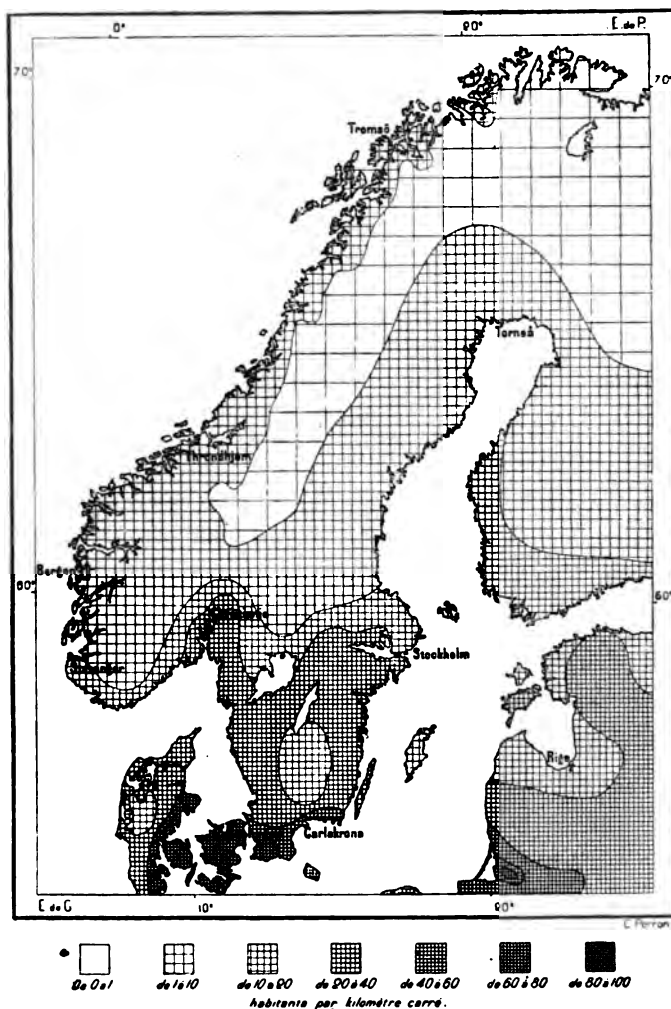 0° 20° E. de P.
70° 70°
Tromsö
Tornså
Throndhjem
Bergen
60° 60°
Stavanger
Stockholm
Riga
Carlskrona
E de G 10° 20°
C Perron
De 0 à 1 de 1 à 10 de 10 à 20 de 20 à 40 de 40 à 60 de 60 à 80 de 80 à 100
habitants par kilomètre carré.